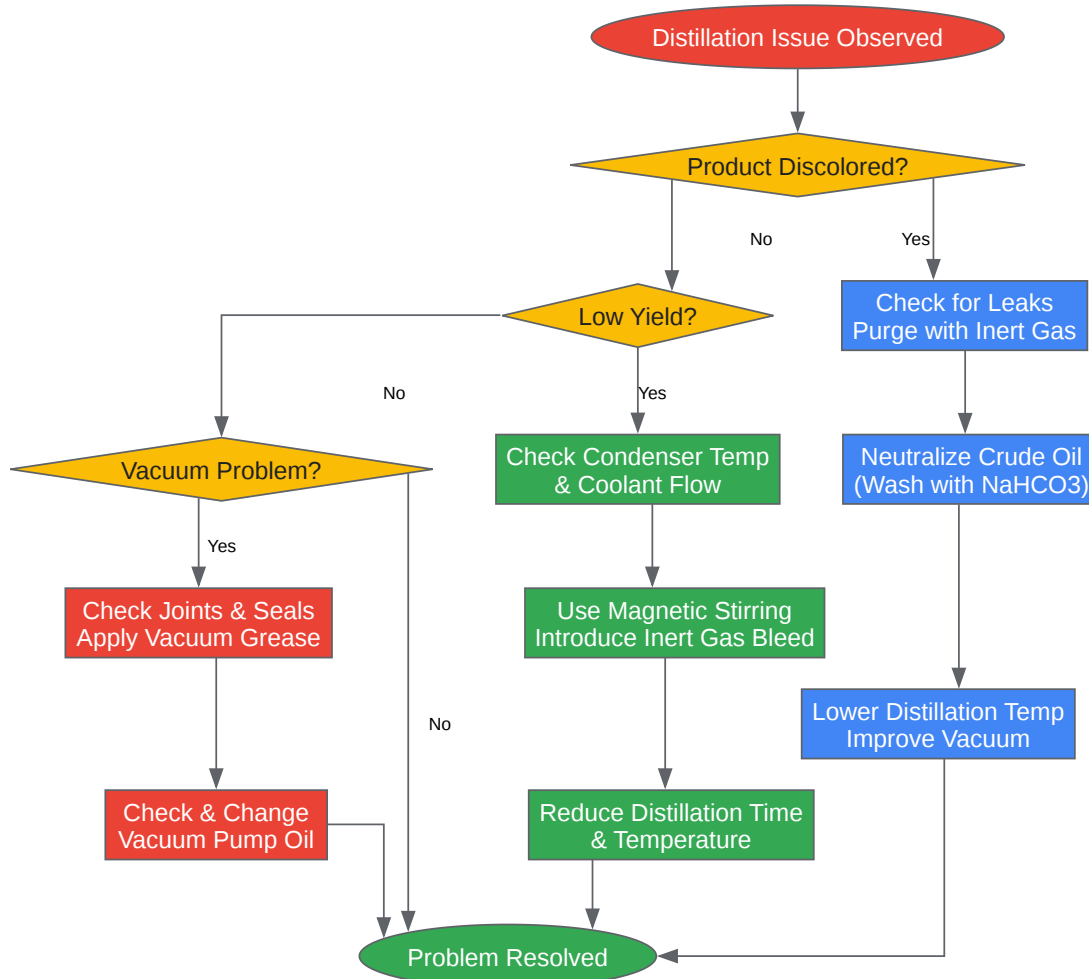 Distillation Issue Observed
Product Discolored?
No
Yes
Check for Leaks
Purge with Inert Gas
Low Yield?
No
Yes
Check Condenser Temp
& Coolant Flow
Neutralize Crude Oil
(Wash with NaHCO3)
Vacuum Problem?
Yes
No
Check Joints & Seals
Apply Vacuum Grease
Use Magnetic Stirring
Introduce Inert Gas Bleed
Lower Distillation Temp
Improve Vacuum
Check & Change
Vacuum Pump Oil
Reduce Distillation Time
& Temperature
Problem Resolved